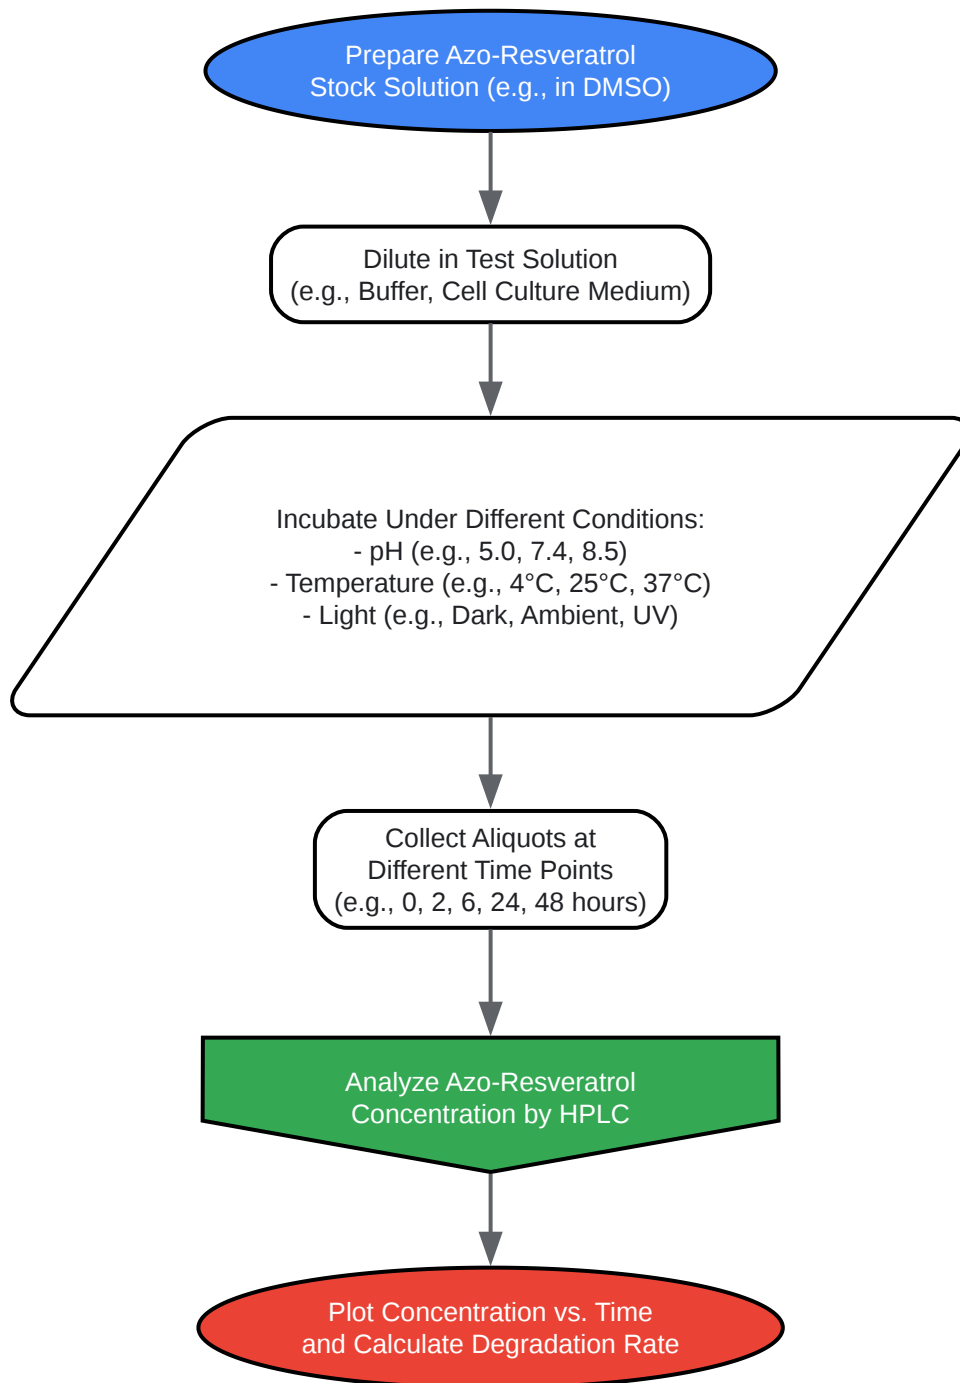 Prepare Azo-Resveratrol
Stock Solution (e.g., in DMSO)
Dilute in Test Solution
(e.g., Buffer, Cell Culture Medium)
Incubate Under Different Conditions:
- pH (e.g., 5.0, 7.4, 8.5)
- Temperature (e.g., 4°C, 25°C, 37°C)
- Light (e.g., Dark, Ambient, UV)
Collect Aliquots at
Different Time Points
(e.g., 0, 2, 6, 24, 48 hours)
Analyze Azo-Resveratrol
Concentration by HPLC
Plot Concentration vs. Time
and Calculate Degradation Rate